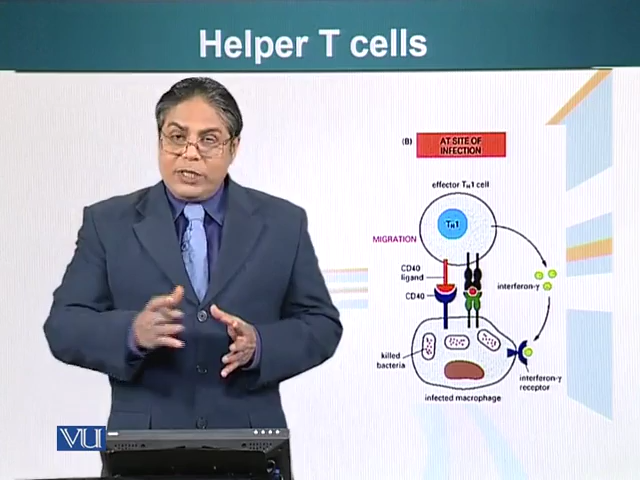 Helper T cells
(B)
AT SITE OF
INFECTION
effector TH1 cell
TH1
MIGRATION
CD40
ligand
CD40
interferon-γ
killed
bacteria
interferon-γ
receptor
infected macrophage
VU